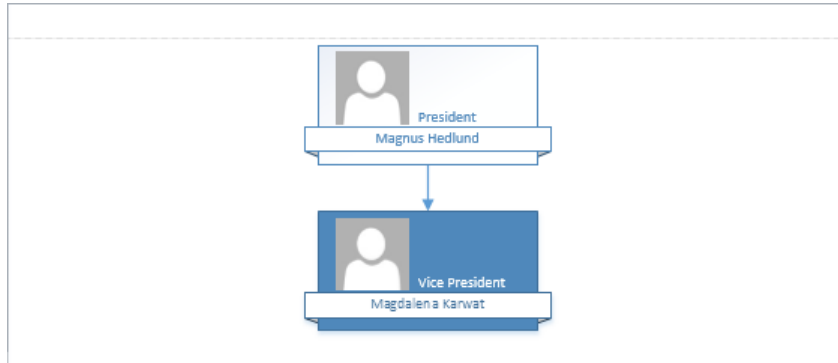 President
Magnus Hedlund
Vice President
Magdalena Karwat